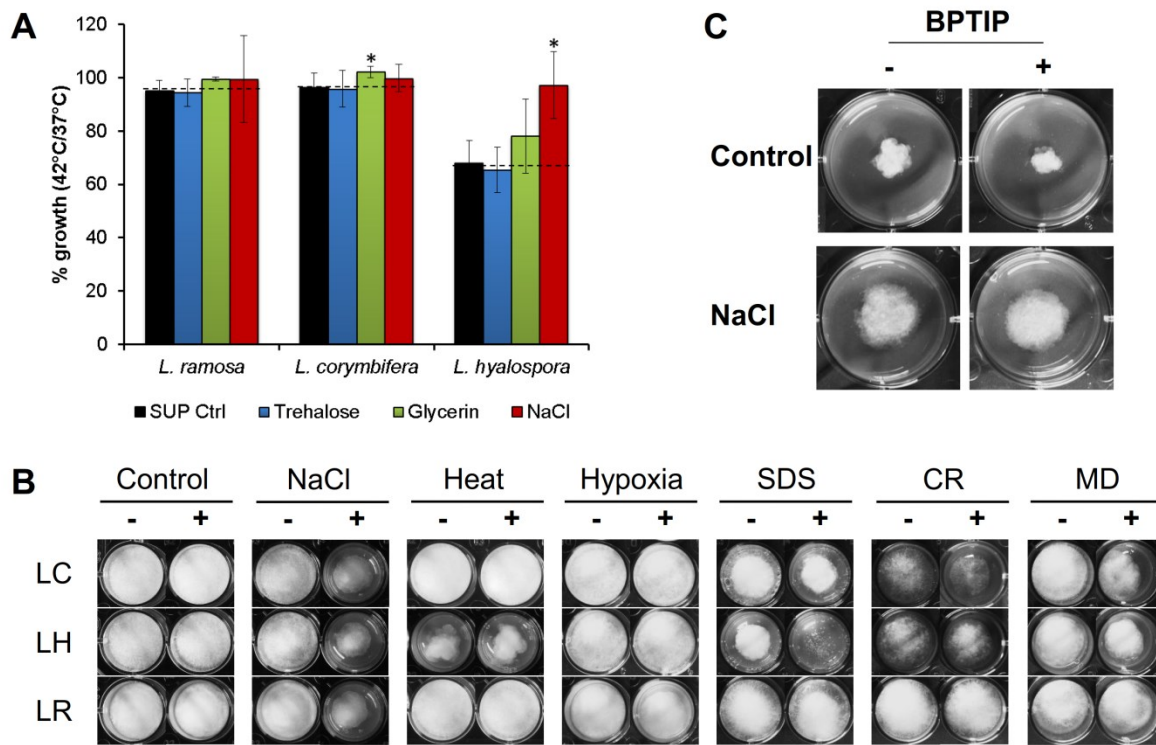 A
% growth (42°C/37°C)
120
100
80
60
40
20
0
*
*
L. ramosa L. corymbifera L. hyalospora
SUP Ctrl Trehalose Glycerin NaCl
C
BPTIP
- +
Control
NaCl
B
Control NaCl Heat Hypoxia SDS CR MD
- + - + - + - + - + - + - +
LC
LH
LR